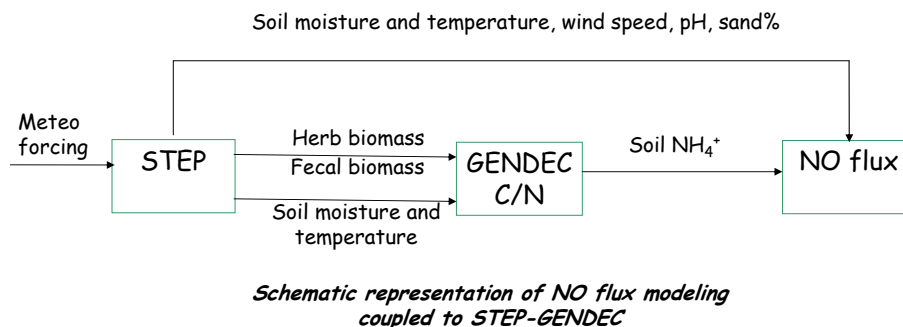 Soil moisture and temperature, wind speed, pH, sand%
Meteo
forcing
STEP
Herb biomass
Fecal biomass
Soil moisture and
temperature
GENDEC
C/N
Soil NH₄⁺
NO flux
Schematic representation of NO flux modeling
coupled to STEP-GENDEC